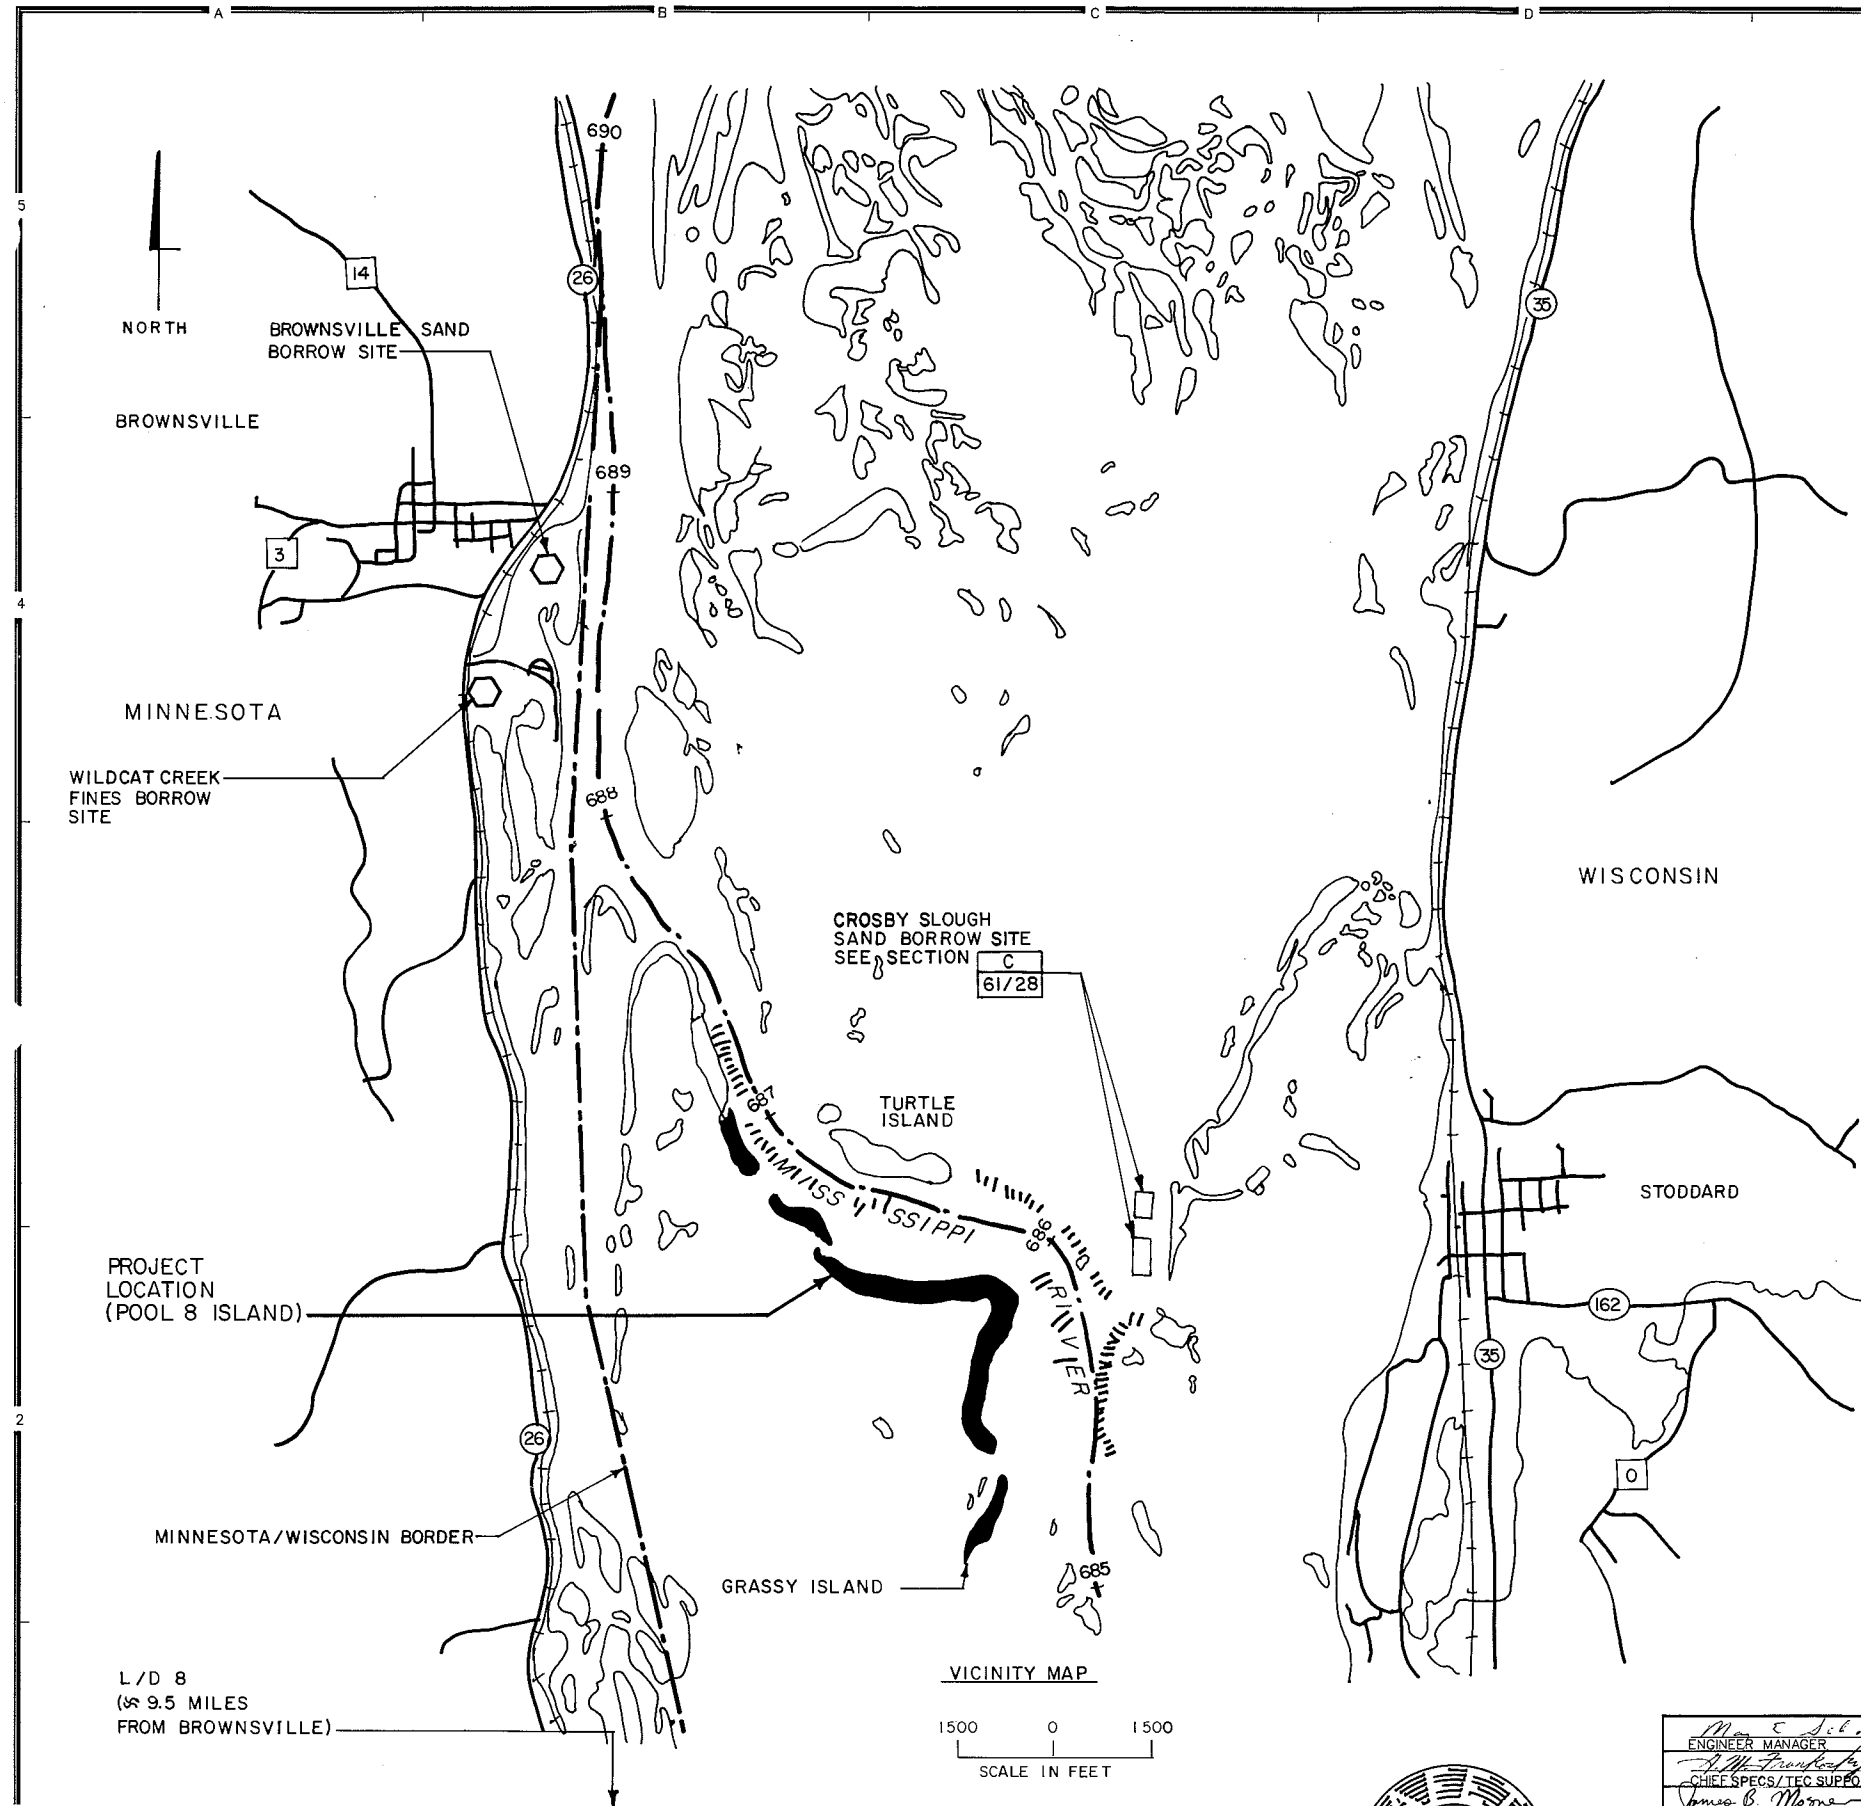 A
B
C
D
690
5
14
26
35
NORTH
BROWNSVILLE SAND
BORROW SITE
BROWNSVILLE
689
3
4
MINNESOTA
WILDCAT CREEK
FINES BORROW
SITE
688
WISCONSIN
CROSBY SLOUGH
SAND BORROW SITE
SEE SECTION
C
61/28
687
TURTLE
ISLAND
MISSISSIPPI
RIVER
686
STODDARD
PROJECT
LOCATION
(POOL 8 ISLAND)
162
35
2
26
0
MINNESOTA/WISCONSIN BORDER
GRASSY ISLAND
685
L/D 8
9.5 MILES
FROM BROWNSVILLE)
VICINITY MAP
1500 0 1500
SCALE IN FEET
ENGINEER MANAGER
CHIEF SPECS/TEC SUPPO
James B.